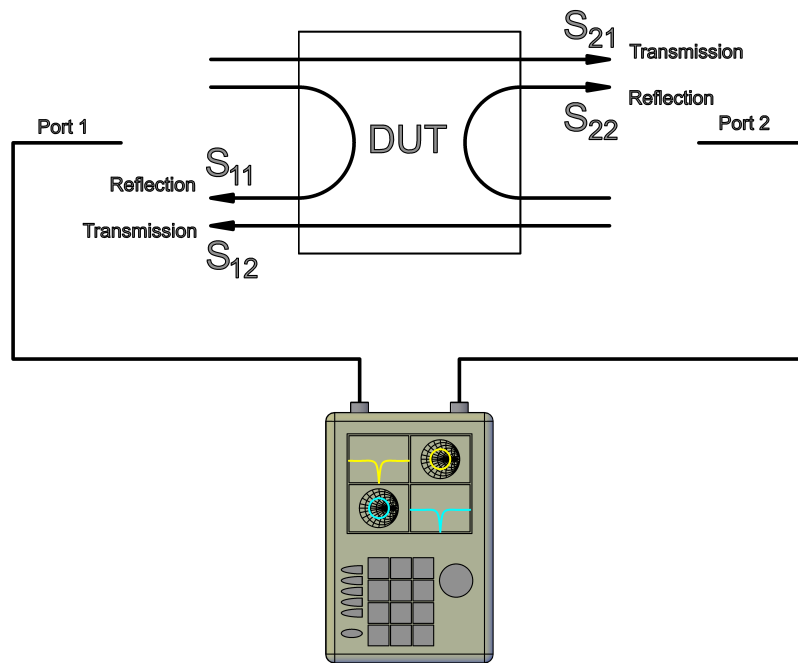 S21
Transmission
Reflection
S22
DUT
Port 1
Port 2
S11
Reflection
Transmission
S12